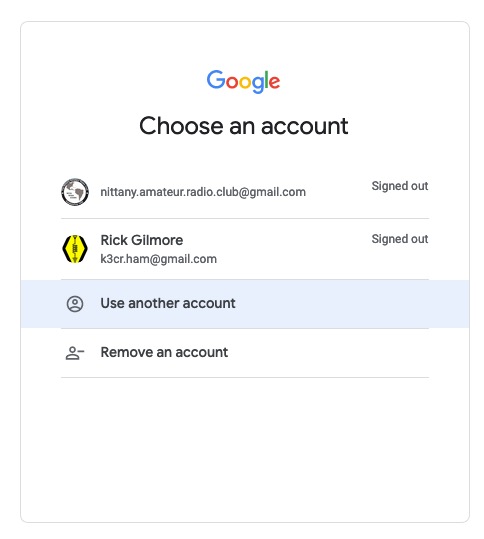 Google
Choose an account
nittany.amateur.radio.club@gmail.com
Signed out
Rick Gilmore
Signed out
k3cr.ham@gmail.com
Use another account
Remove an account